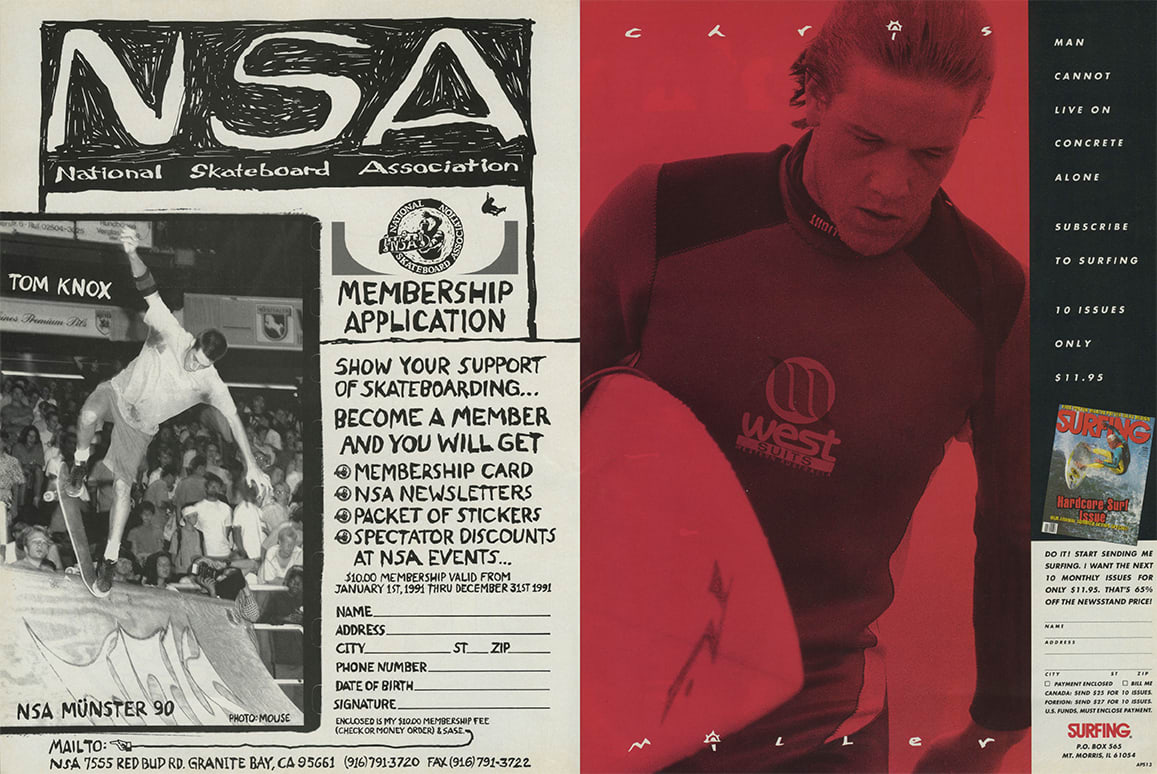 NSA
National Skateboard Association
NATIONAL SKATEBOARD ASSOCIATION
NSA
MEMBERSHIP
APPLICATION
TOM KNOX
SHOW YOUR SUPPORT
OF SKATEBOARDING...
BECOME A MEMBER
AND YOU WILL GET
MEMBERSHIP CARD
NSA NEWSLETTERS
PACKET OF STICKERS
SPECTATOR DISCOUNTS
AT NSA EVENTS...
$10.00 MEMBERSHIP VALID FROM
JANUARY 1ST, 1991 THRU DECEMBER 31ST 1991
NAME
ADDRESS
CITY ST ZIP
PHONE NUMBER
DATE OF BIRTH
SIGNATURE
ENCLOSED IS MY $10.00 MEMBERSHIP FEE
(CHECK OR MONEY ORDER) & SASE.
NSA MÜNSTER 90
PHOTO: MOUSE
MAIL TO:
NSA 7555 RED BUD RD. GRANITE BAY, CA 95661 (916)791-3720 FAX (916)791-3722
chris
west
SUITS
miller
MAN
CANNOT
LIVE ON
CONCRETE
ALONE
SUBSCRIBE
TO SURFING
10 ISSUES
ONLY
$11.95
SURFING
Hardcore Surf
Issue
DO IT! START SENDING ME
SURFING. I WANT THE NEXT
10 MONTHLY ISSUES FOR
ONLY $11.95. THAT'S 65%
OFF THE NEWSSTAND PRICE!
NAME
ADDRESS
CITY ST ZIP
PAYMENT ENCLOSED BILL ME
CANADA: SEND $25 FOR 10 ISSUES.
FOREIGN: SEND $27 FOR 10 ISSUES.
U.S. FUNDS. MUST ENCLOSE PAYMENT.
SURFING.
P.O. BOX 565
MT. MORRIS, IL 61054
APS13